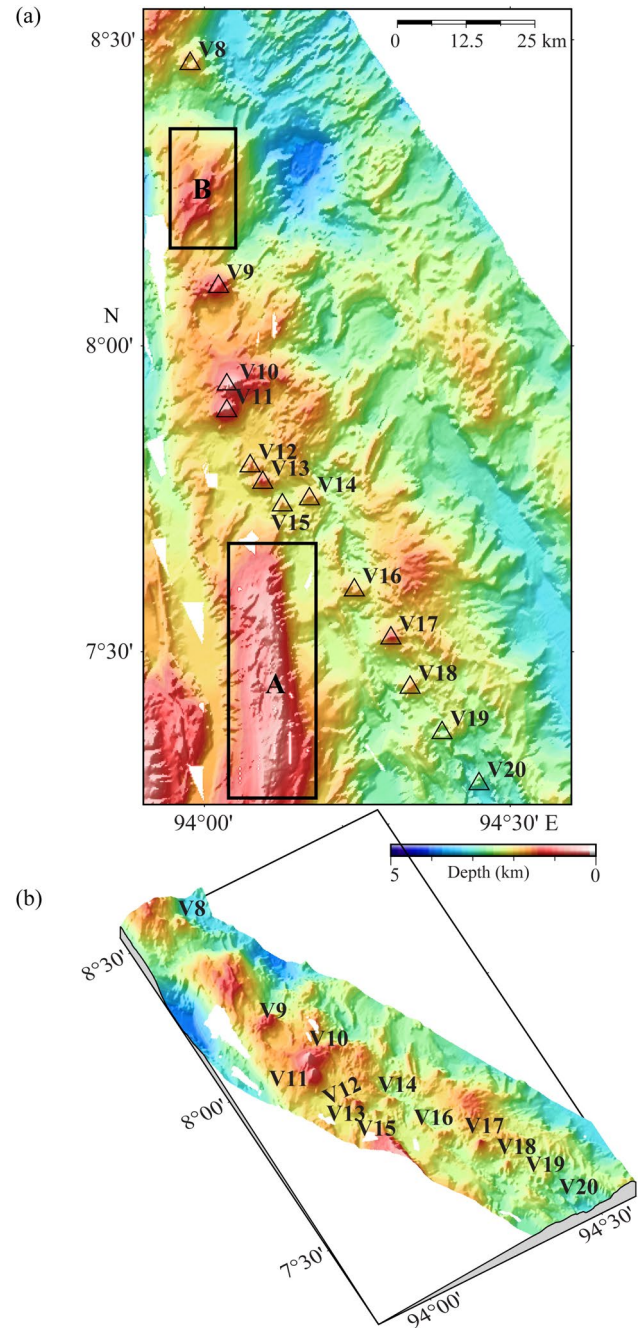 (a)
8°30'
V8
0 12.5 25 km
B
V9
N
8°00'
V10
V11
V12
V13
V14
V15
V16
7°30'
V17
A
V18
V19
V20
94°00'
94°30' E
5 Depth (km) 0
(b)
V8
8°30'
V9
V10
V11
V12
V14
V13
V15
V16
V17
8°00'
V18
V19
V20
94°30'
7°30'
94°00'